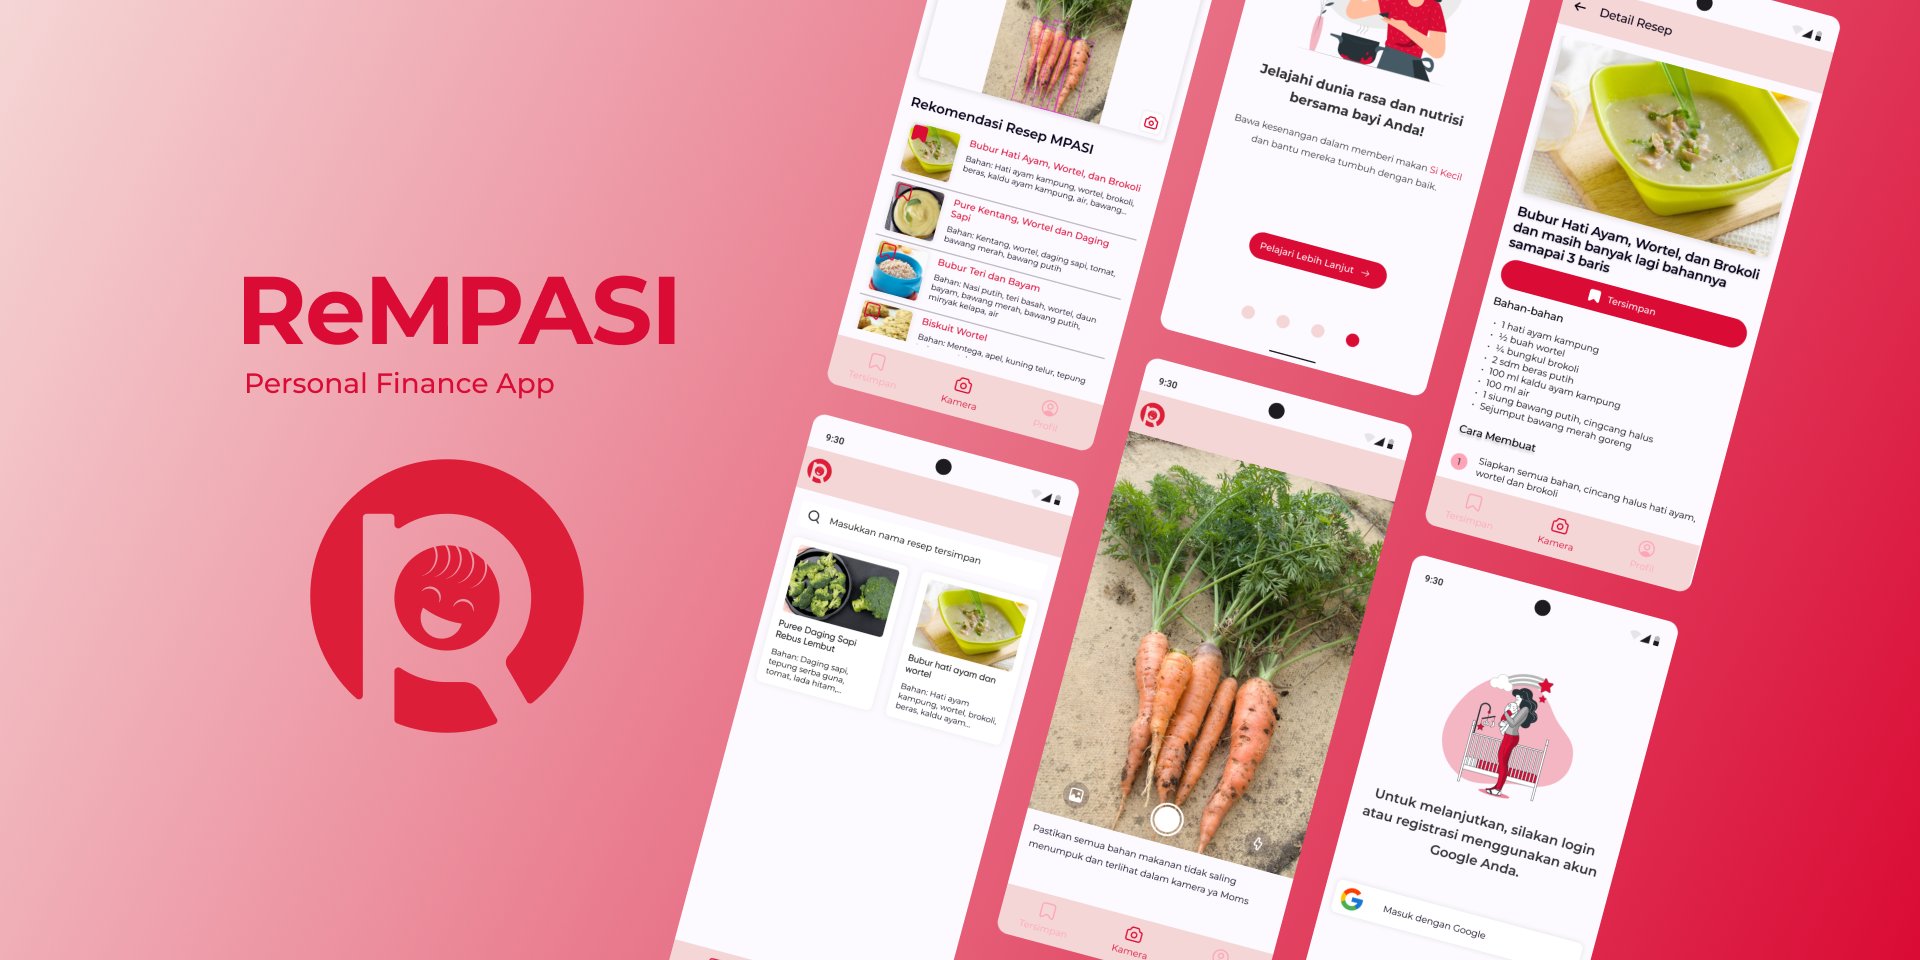 ReMPASI
Personal Finance App
Rekomendasi Resep MPASI
Bubur Hati Ayam, Wortel, dan Brokoli
Bahan: Hati ayam kampung, wortel, brokoli,
beras, kaldu ayam kampung, air, bawang...
Pure Kentang, Wortel dan Daging
Sapi
Bahan: Kentang, wortel, daging sapi, tomat,
bawang merah, bawang putih
Bubur Teri dan Bayam
Bahan: Nasi putih, teri basah, wortel, daun
bayam, bawang merah, bawang putih,
minyak kelapa, air
Biskuit Wortel
Bahan: Mentega, apel, kuning telur, tepung
Tersimpan
Kamera
Profil
Jelajahi dunia rasa dan nutrisi
bersama bayi Anda!
Bawa kesenangan dalam memberi makan Si Kecil
dan bantu mereka tumbuh dengan baik.
Pelajari Lebih Lanjut
Detail Resep
Bubur Hati Ayam, Wortel, dan Brokoli
dan masih banyak lagi bahannya
samapai 3 baris
Tersimpan
Bahan-bahan
· 1 hati ayam kampung
· ½ buah wortel
· ¼ bungkul brokoli
· 2 sdm beras putih
· 100 ml kaldu ayam kampung
· 100 ml air
· 1 siung bawang putih, cingcang halus
· Sejumput bawang merah goreng
Cara Membuat
1 Siapkan semua bahan, cincang halus hati ayam,
wortel dan brokoli
Tersimpan
Kamera
Profil
9:30
Masukkan nama resep tersimpan
Puree Daging Sapi
Rebus Lembut
Bahan: Daging sapi,
tepung serba guna,
tomat, lada hitam,...
Bubur hati ayam dan
wortel
Bahan: Hati ayam
kampung, wortel, brokoli,
beras, kaldu ayam...
9:30
Pastikan semua bahan makanan tidak saling
menumpuk dan terlihat dalam kamera ya Moms
Tersimpan
Kamera
9:30
Untuk melanjutkan, silakan login
atau registrasi menggunakan akun
Google Anda.
Masuk dengan Google